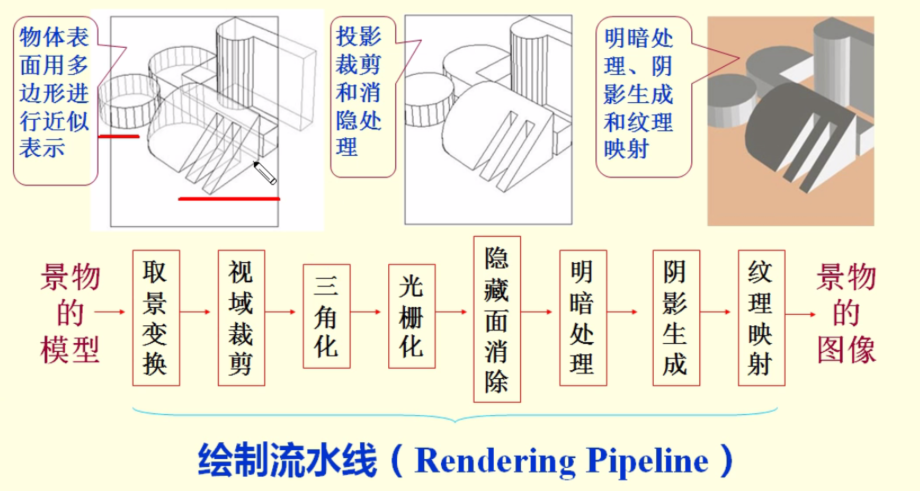 物体表
面用多
边形进
行近似
表示
投影
裁剪
和消
隐处
理
明暗处
理、阴
影生成
和纹理
映射
景物
的
模型
取景变换
视域裁剪
三角化
光栅化
隐藏面消除
明暗处理
阴影生成
纹理映射
景物
的
图像
绘制流水线（Rendering Pipeline）